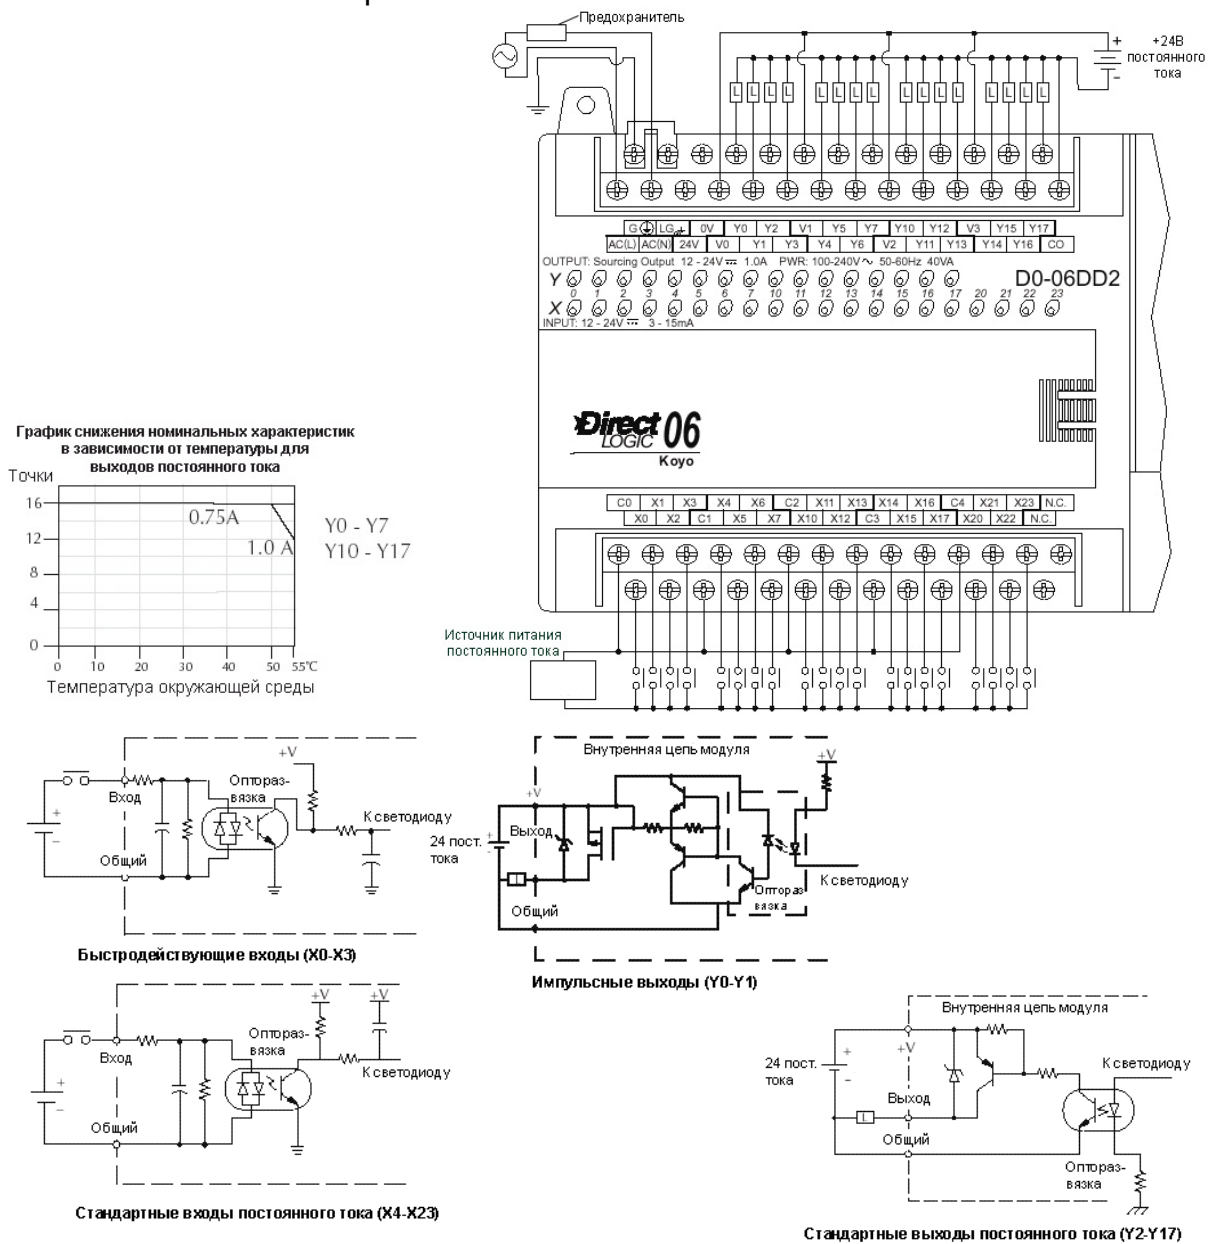 Предохранитель
+
+24В
постоянного
тока
−
L L L L L L L L L L L L L L L L
G LG 0V Y0 Y2 V1 Y5 Y7 Y10 Y12 V3 Y15 Y17
AC(L) AC(N) 24V V0 Y1 Y3 Y4 Y6 V2 Y11 Y13 Y14 Y16 CO
OUTPUT: Sourcing Output 12 - 24V 1.0A PWR: 100-240V ~ 50-60Hz 40VA
Y
D0-06DD2
0 1 2 3 4 5 6 7 10 11 12 13 14 15 16 17 20 21 22 23
X
INPUT: 12 - 24V 3 - 15mA
Direct
LOGIC 06
Koyo
C0 X1 X3 X4 X6 C2 X11 X13 X14 X16 C4 X21 X23 N.C.
X0 X2 C1 X5 X7 X10 X12 C3 X15 X17 X20 X22 N.C.
Источник питания
постоянного тока
График снижения номинальных характеристик
в зависимости от температуры для
выходов постоянного тока
Точки
16
12
8
4
0
0.75A
1.0 A
Y0 - Y7
Y10 - Y17
0 10 20 30 40 50 55°C
Температура окружающей среды
+V
Оптораз-
вязка
Вход
+
−
К светодиоду
Общий
Быстродействующие входы (X0-X3)
Внутренняя цепь модуля
+V
+V
Выход
+
24 пост.
тока
-
К светодиоду
Оптораз
вязка
Общий
Импульсные выходы (Y0-Y1)
+V +V
Оптораз-
вязка
Вход
К светодиоду
+
−
Общий
Стандартные входы постоянного тока (X4-X23)
Внутренняя цепь модуля
+V
+
24 пост.
тока
−
К светодиоду
Выход
L
Общий
Оптораз-
вязка
Стандартные выходы постоянного тока (Y2-Y17)